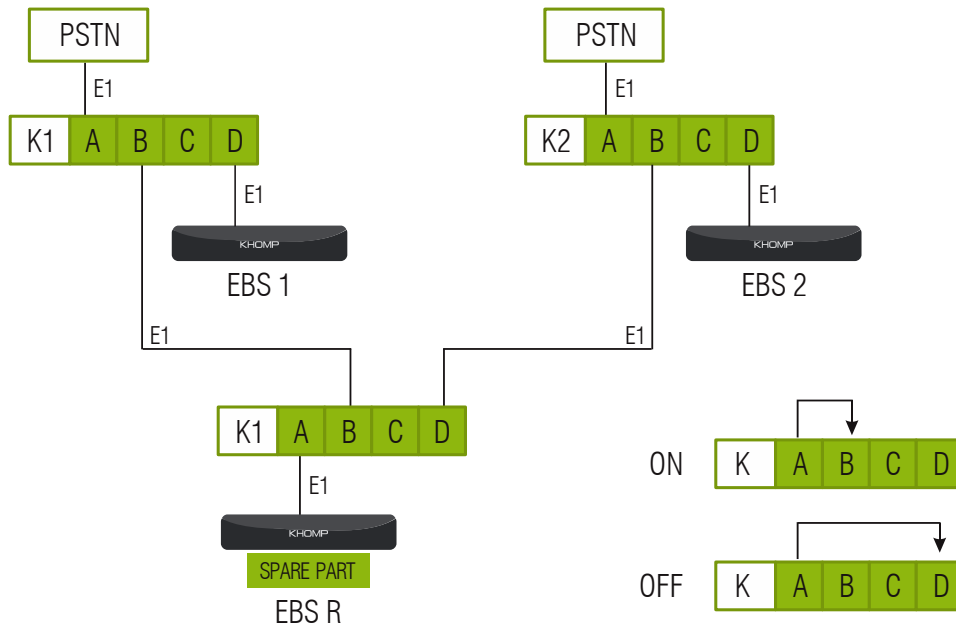 PSTN
PSTN
E1
E1
K1 A B C D
K2 A B C D
E1
E1
KHOMP
KHOMP
EBS 1
EBS 2
E1
E1
K1 A B C D
ON K A B C D
E1
KHOMP
SPARE PART
OFF K A B C D
EBS R